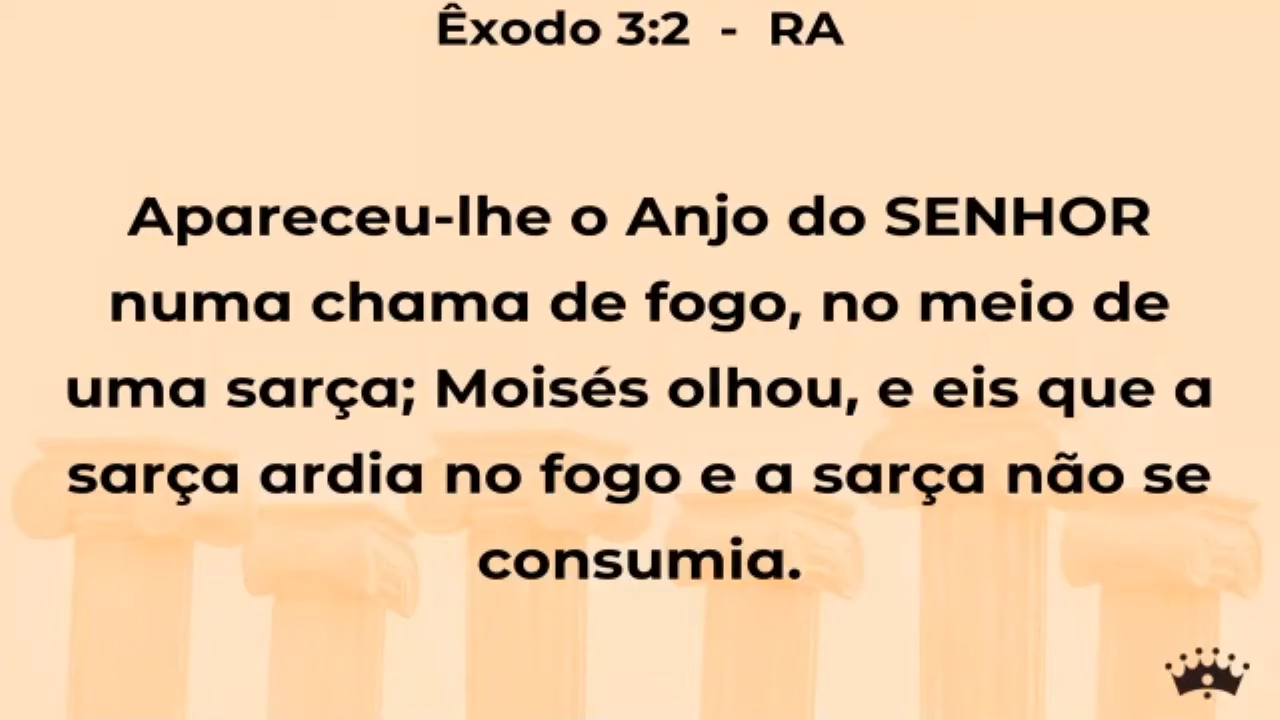 Êxodo 3:2 - RA
Apareceu-lhe o Anjo do SENHOR
numa chama de fogo, no meio de
uma sarça; Moisés olhou, e eis que a
sarça ardia no fogo e a sarça não se
consumia.